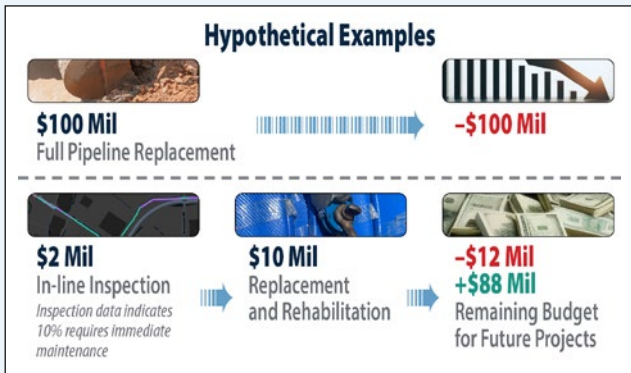 Hypothetical Examples
$100 Mil
Full Pipeline Replacement
–$100 Mil
$2 Mil
In-line Inspection
Inspection data indicates
10% requires immediate
maintenance
$10 Mil
Replacement
and Rehabilitation
–$12 Mil
+$88 Mil
Remaining Budget
for Future Projects